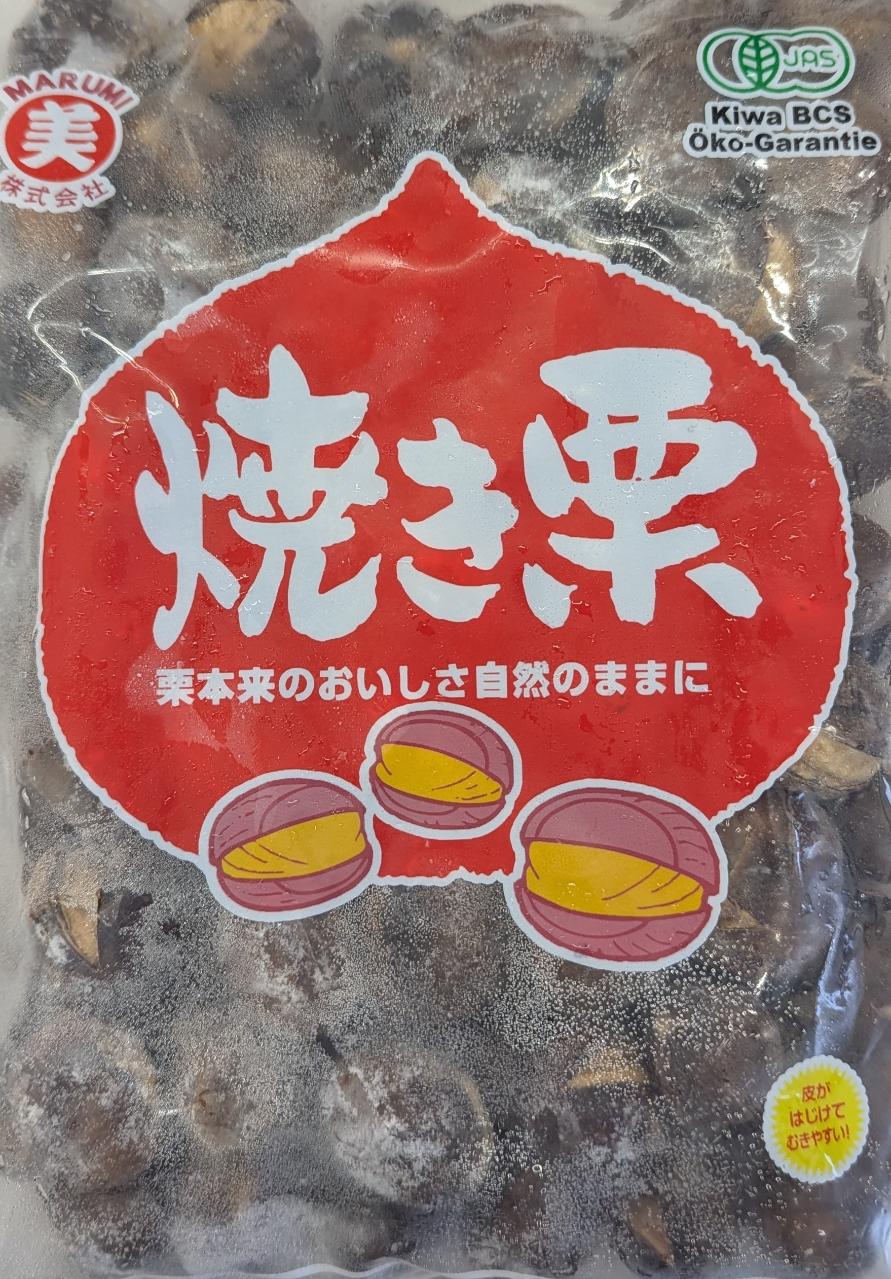 MARUMI
美
株式会社
JAS
Kiwa BCS
Öko-Garantie
焼き栗
栗本来のおいしさ自然のままに
皮が
はじけて
むきやすい!